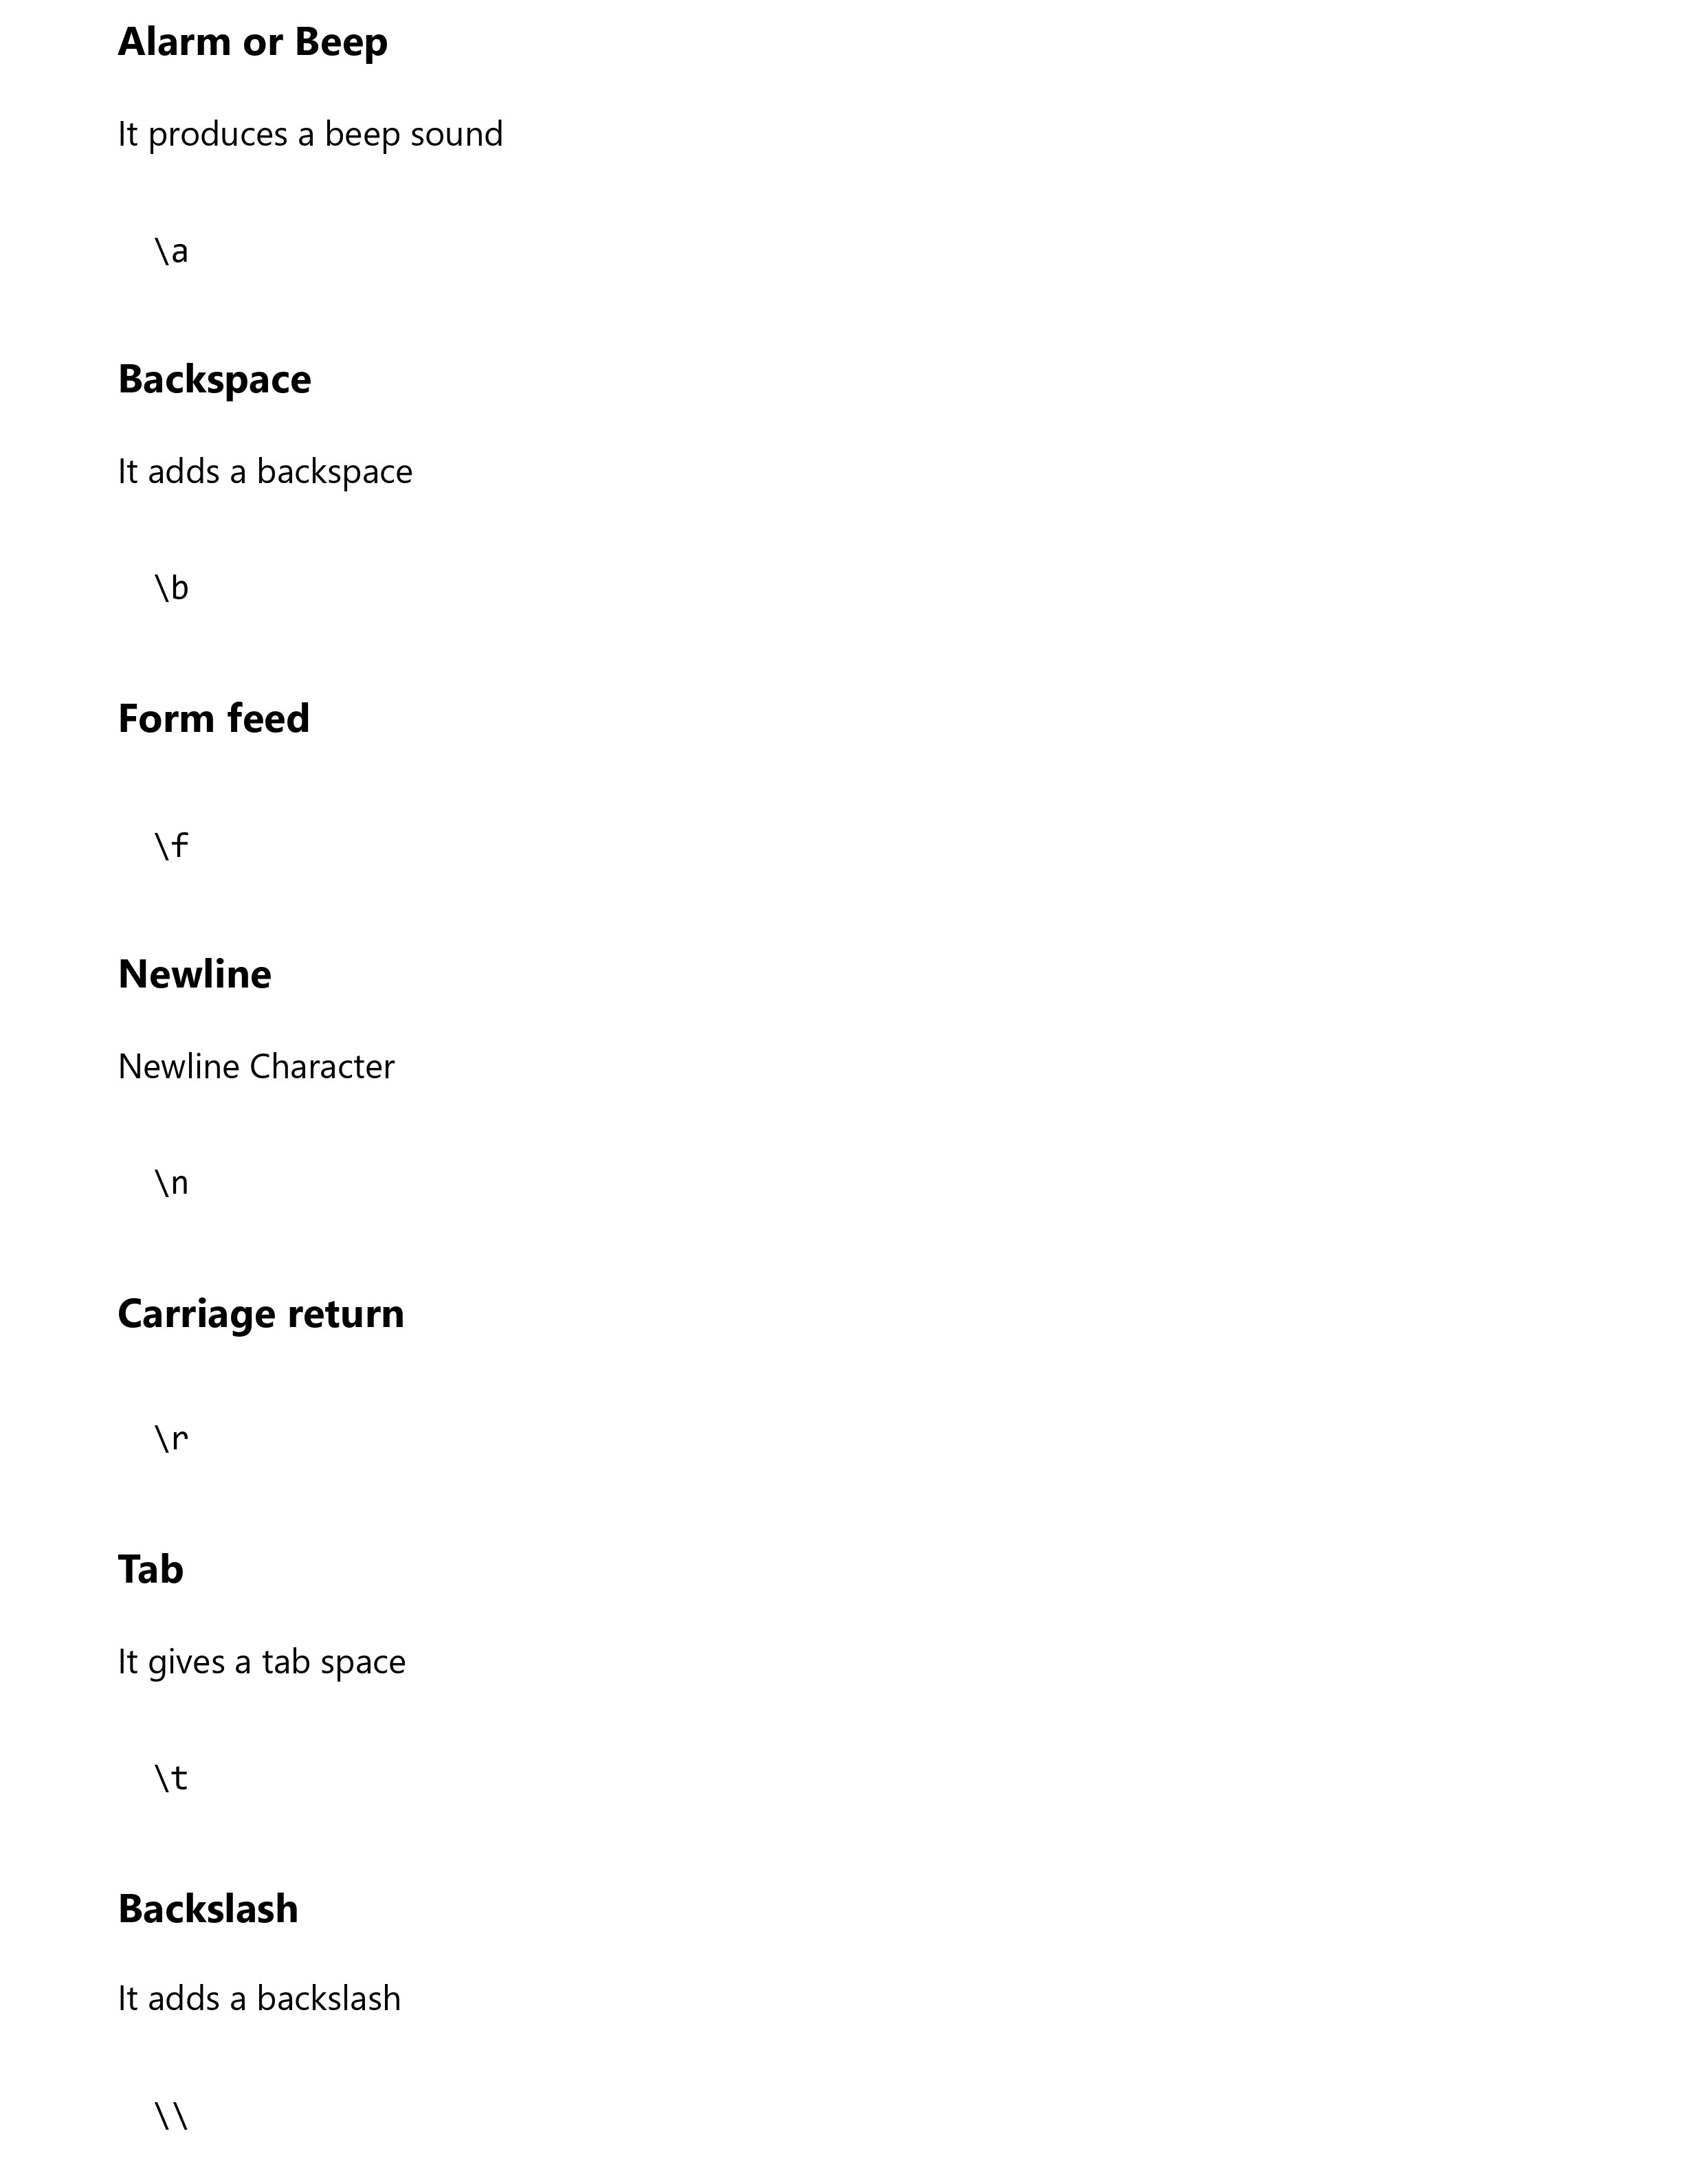 Alarm or Beep
It produces a beep sound
\a
Backspace
It adds a backspace
\b
Form feed
\f
Newline
Newline Character
\n
Carriage return
\r
Tab
It gives a tab space
\t
Backslash
It adds a backslash
\\